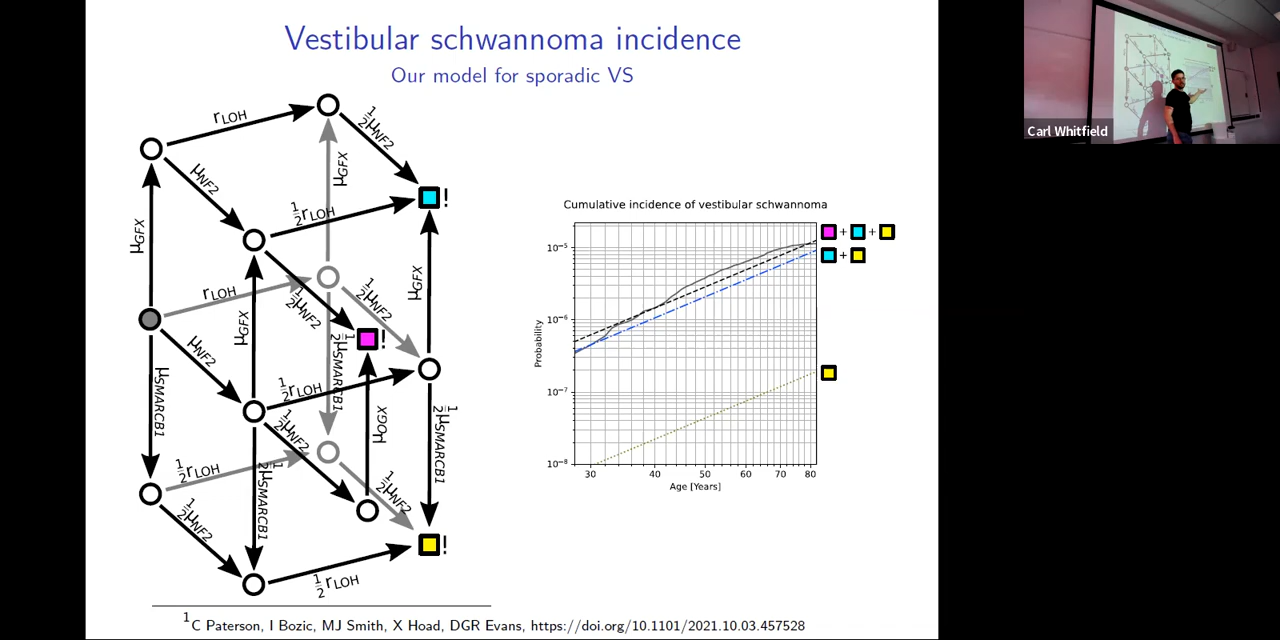 Vestibular schwannoma incidence
Our model for sporadic VS
rLOH
½μNF2
μNF2
μGFX
μGFX
½rLOH
rLOH
½μNF2
½μNF2
μGFX
μGFX
μNF2
½μSMARCB1
½rLOH
μSMARCB1
½μNF2
μOGX
½μSMARCB1
½rLOH
½μNF2
½μSMARCB1
½μNF2
½rLOH
!
!
!
Cumulative incidence of vestibular schwannoma
Probability
10⁻⁵
10⁻⁶
10⁻⁷
10⁻⁸
30 40 50 60 70 80
Age [Years]
+ +
+
1C Paterson, I Bozic, MJ Smith, X Hoad, DGR Evans, https://doi.org/10.1101/2021.10.03.457528
Carl Whitfield